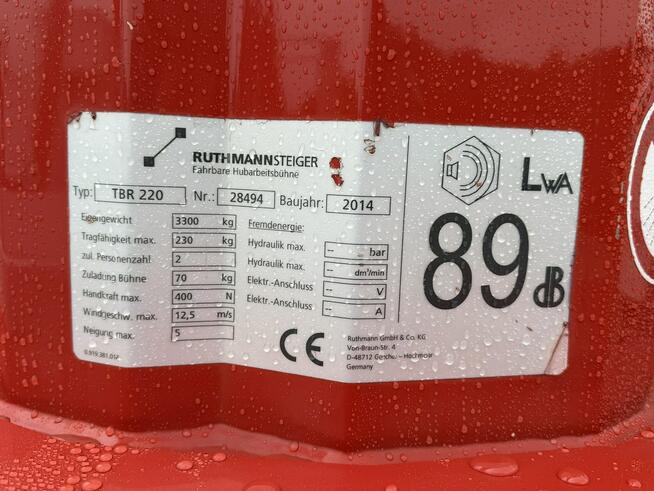 RUTHMANNSTEIGER
Fahrbare Hubarbeitsbühne
Typ: TBR 220 Nr.: 28494 Baujahr: 2014
Eigengewicht 3300 kg
Tragfähigkeit max. 230 kg
zul. Personenzahl 2
Zuladung Bühne 70 kg
Handkraft max. 400 N
Windgeschw. max. 12,5 m/s
Neigung max. 5
Fremdenergie:
Hydraulik max. -- bar
Hydraulik max. -- dm³/min
Elektr.-Anschluss -- V
Elektr.-Anschluss -- A
CE
Ruthmann GmbH & Co. KG
Von-Braun-Str. 4
D-48712 Gescher - Hochmoor
Germany
LWA
89 dB